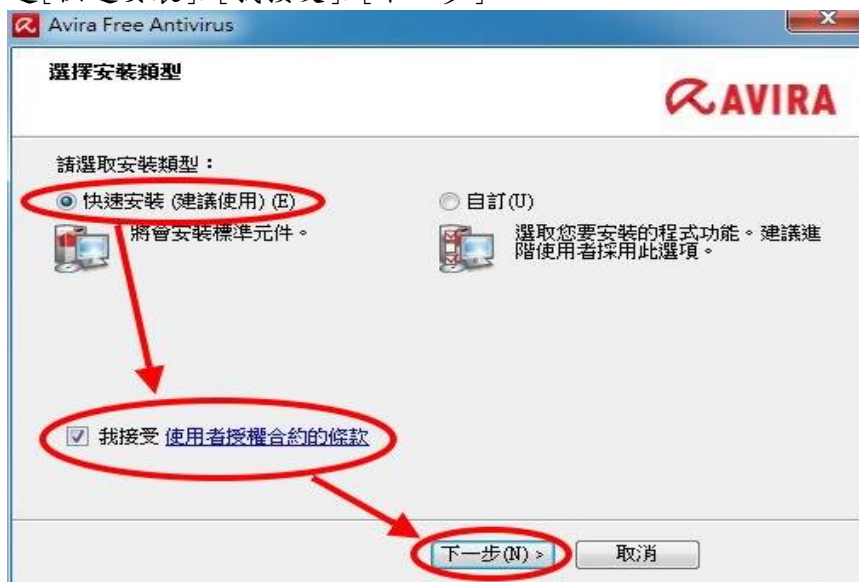 Avira Free Antivirus
選擇安裝類型
AVIRA
請選取安裝類型：
快速安裝 (建議使用) (E)
將會安裝標準元件。
自訂(U)
選取您要安裝的程式功能。建議進
階使用者採用此選項。
我接受 使用者授權合約的條款
下一步(N) >
取消